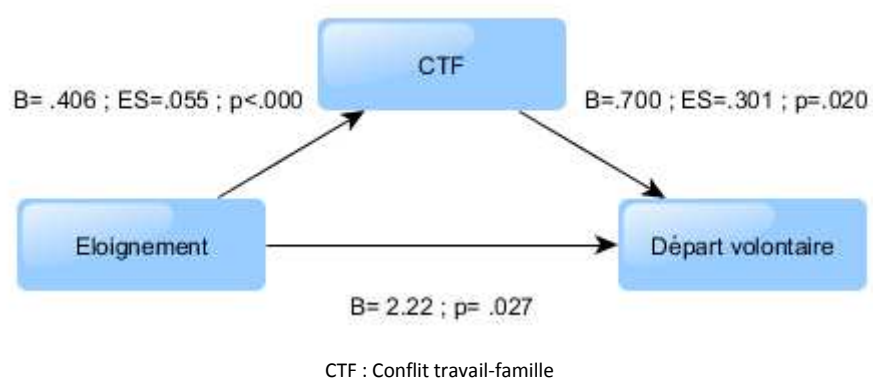 CTF
B= .406 ; ES=.055 ; p<.000
B=.700 ; ES=.301 ; p=.020
Eloignement
Départ volontaire
B= 2.22 ; p= .027
CTF : Conflit travail-famille